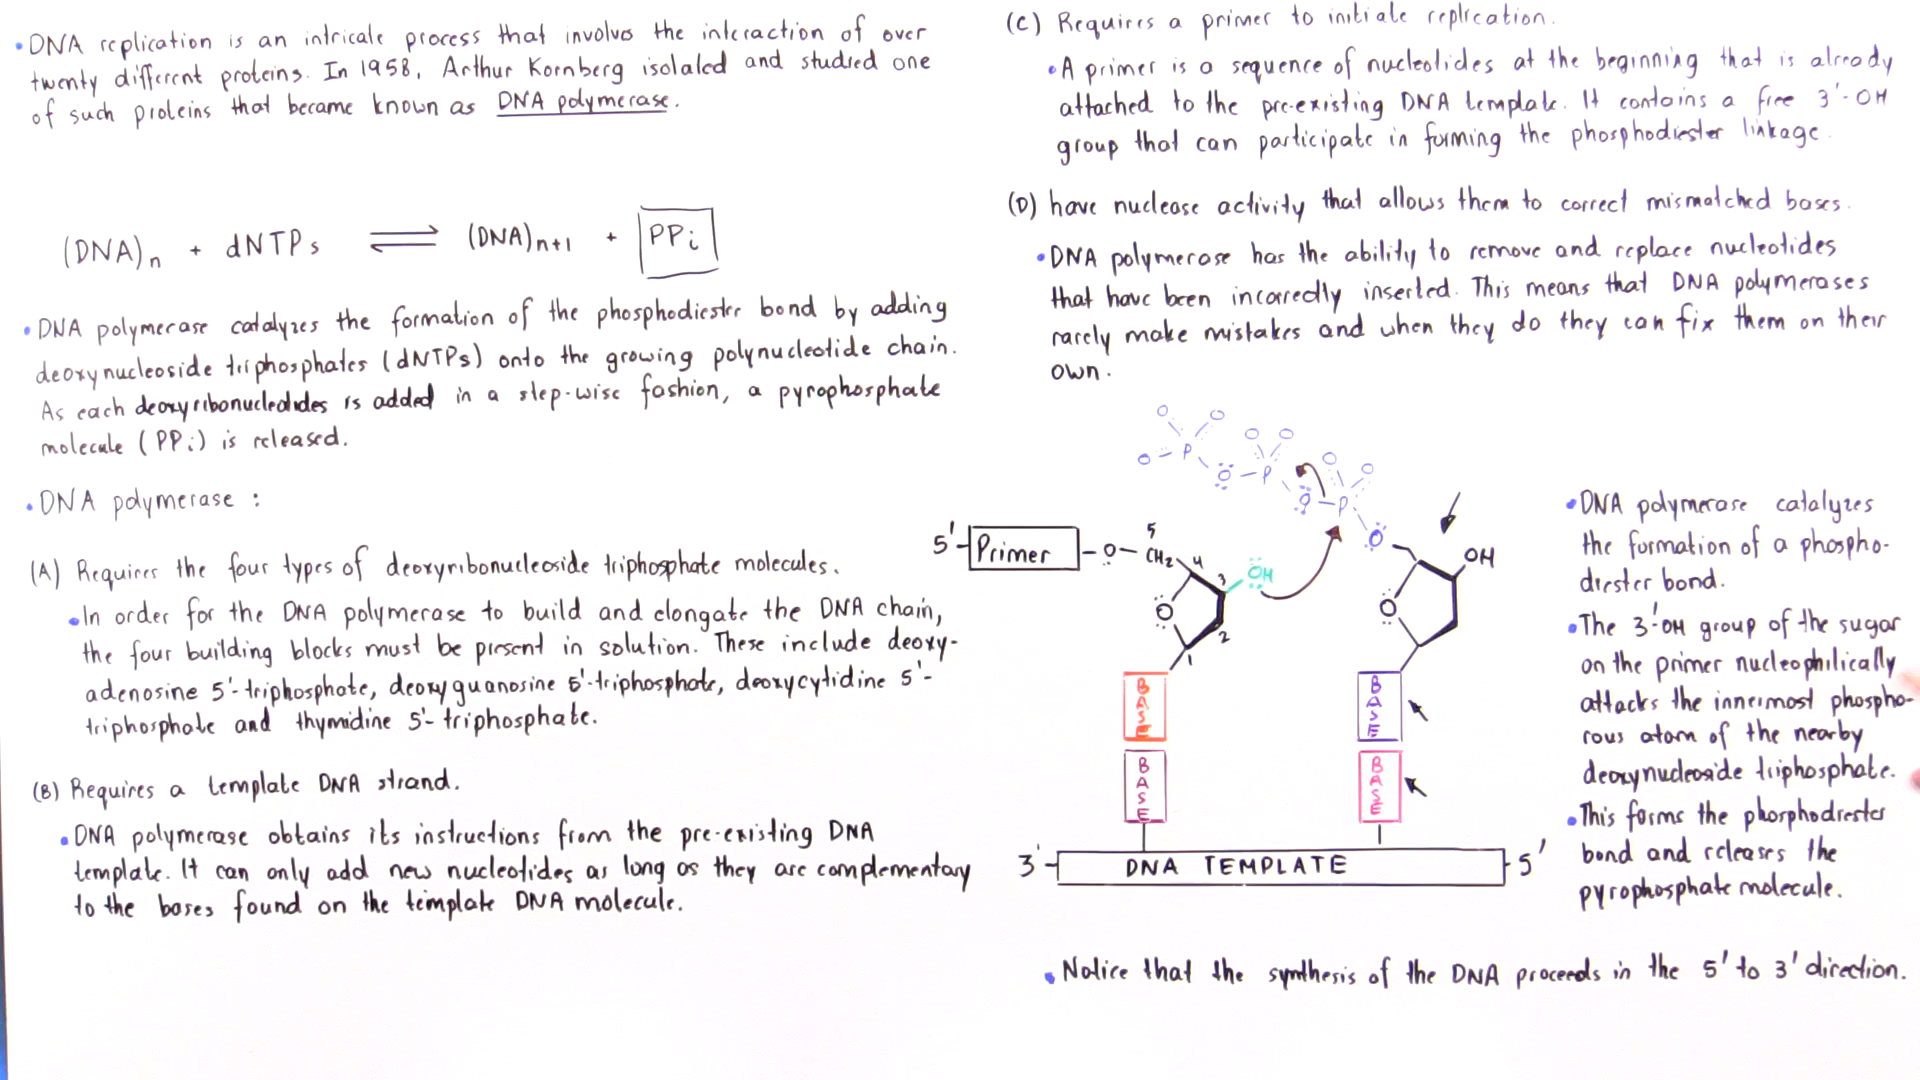 • DNA replication is an intricate process that involves the interaction of over
twenty different proteins. In 1958, Arthur Kornberg isolated and studied one
of such proteins that became known as DNA polymerase.
(DNA)n + dNTPs ⇌ (DNA)n+1 + PPi
• DNA polymerase catalyzes the formation of the phosphodiester bond by adding
deoxynucleoside triphosphates (dNTPs) onto the growing polynucleotide chain.
As each deoxyribonucleotides is added in a step-wise fashion, a pyrophosphate
molecule (PPi) is released.
• DNA polymerase :
(A) Requires the four types of deoxyribonucleoside triphosphate molecules.
• In order for the DNA polymerase to build and elongate the DNA chain,
the four building blocks must be present in solution. These include deoxy-
adenosine 5'-triphosphate, deoxyguanosine 5'-triphosphate, deoxycytidine 5'-
triphosphate and thymidine 5'- triphosphate.
(B) Requires a template DNA strand.
• DNA polymerase obtains its instructions from the pre-existing DNA
template. It can only add new nucleotides as long as they are complementary
to the bases found on the template DNA molecule.
(C) Requires a primer to initiate replication.
• A primer is a sequence of nucleotides at the beginning that is already
attached to the pre-existing DNA template. It contains a free 3'-OH
group that can participate in forming the phosphodiester linkage.
(D) have nuclease activity that allows them to correct mismatched bases.
• DNA polymerase has the ability to remove and replace nucleotides
that have been incorrectly inserted. This means that DNA polymerases
rarely make mistakes and when they do they can fix them on their
own.
O O
O P O P O O
O P O O
O
5' Primer O CH2 5 4 3 2 1 O OH
O OH
BASE BASE
BASE BASE
3' DNA TEMPLATE 5'
• DNA polymerase catalyzes
the formation of a phospho-
diester bond.
• The 3'-OH group of the sugar
on the primer nucleophilically
attacks the innermost phospho-
rous atom of the nearby
deoxynucleoside triphosphate.
• This forms the phosphodiester
bond and releases the
pyrophosphate molecule.
• Notice that the synthesis of the DNA proceeds in the 5' to 3' direction.